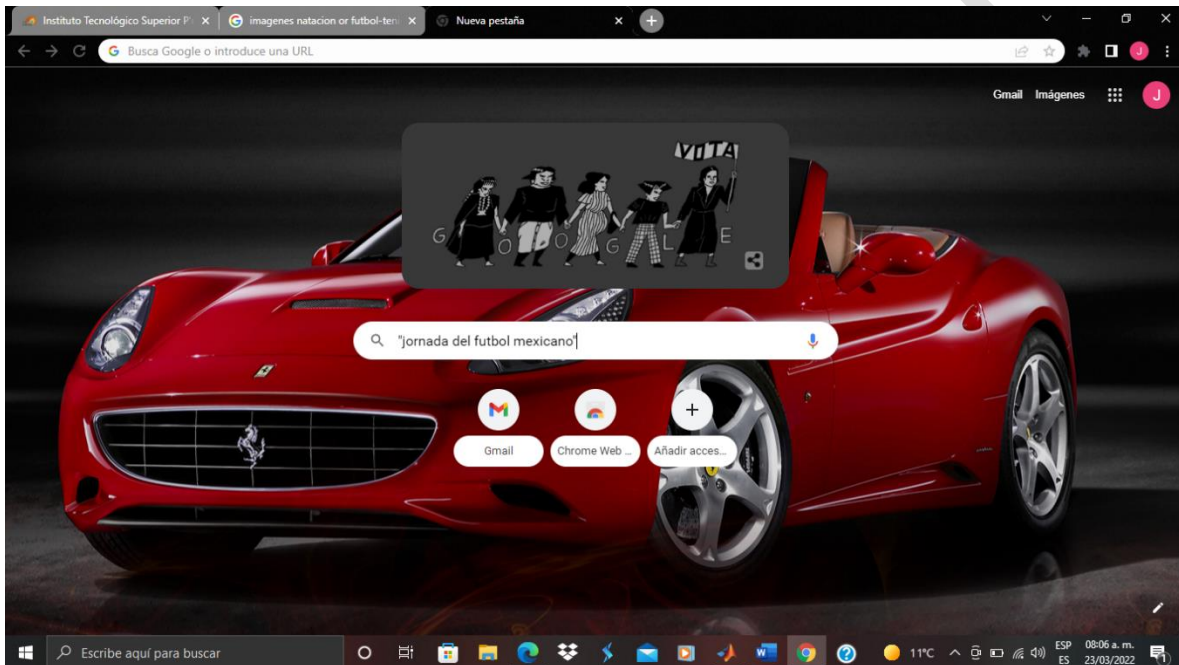 Instituto Tecnológico Superior P'
imagenes natacion or futbol-teni
Nueva pestaña
Busca Google o introduce una URL
J
Gmail Imágenes
J
VOTA
GOOGLE
"jornada del futbol mexicano"
Gmail
Chrome Web ...
Añadir acces...
Escribe aquí para buscar
11°C
ESP
08:06 a. m.
ES
23/03/2022